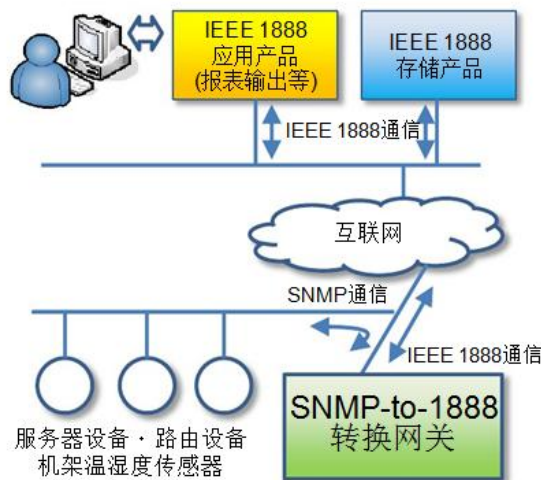 IEEE 1888
应用产品
(报表输出等)
IEEE 1888
存储产品
IEEE 1888通信
互联网
SNMP通信
IEEE 1888通信
SNMP-to-1888
转换网关
服务器设备・路由设备
机架温湿度传感器